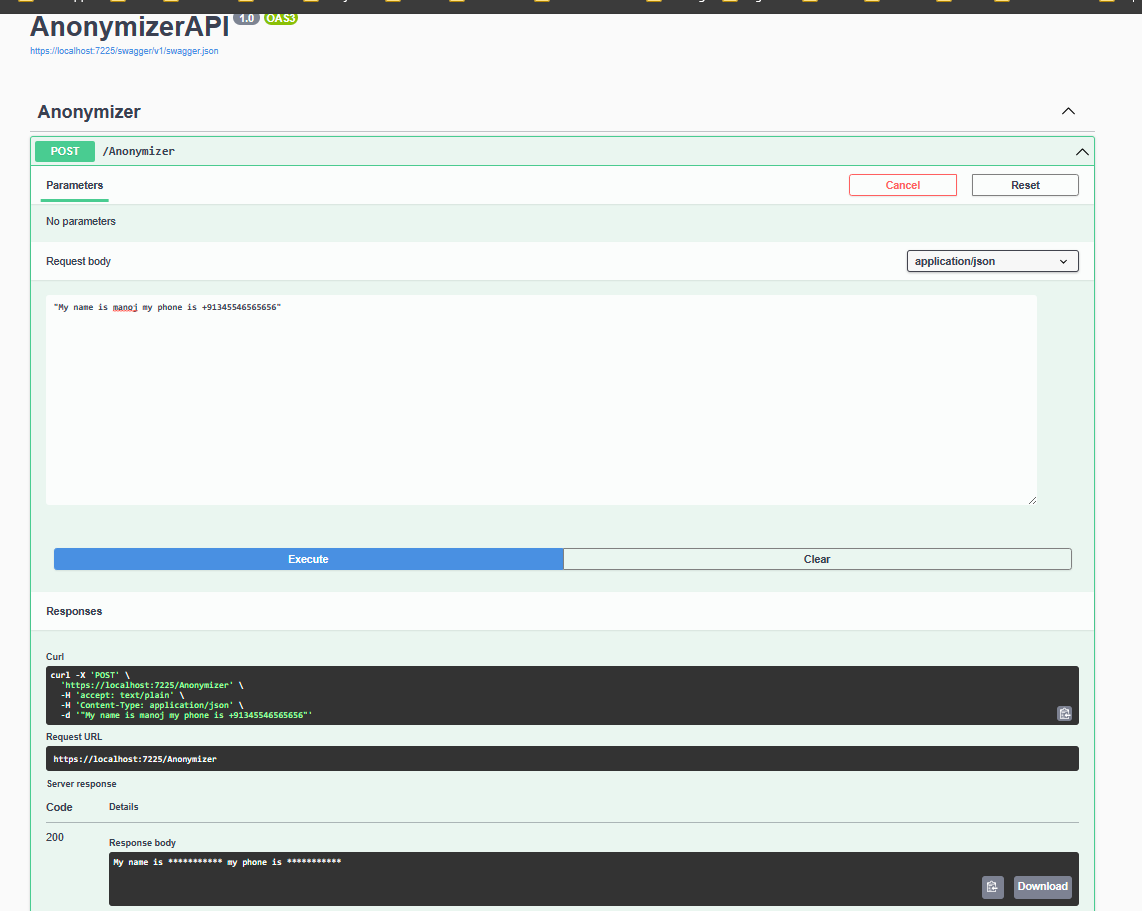 AnonymizerAPI 1.0 OAS3
https://localhost:7225/swagger/v1/swagger.json
Anonymizer
POST /Anonymizer
Parameters Cancel Reset
No parameters
Request body application/json
"My name is manoj my phone is +91345546565656"
Execute Clear
Responses
Curl
curl -X 'POST' \
'https://localhost:7225/Anonymizer' \
-H 'accept: text/plain' \
-H 'Content-Type: application/json' \
-d '"My name is manoj my phone is +91345546565656"'
Request URL
https://localhost:7225/Anonymizer
Server response
Code Details
200
Response body
My name is *********** my phone is ***********
Download